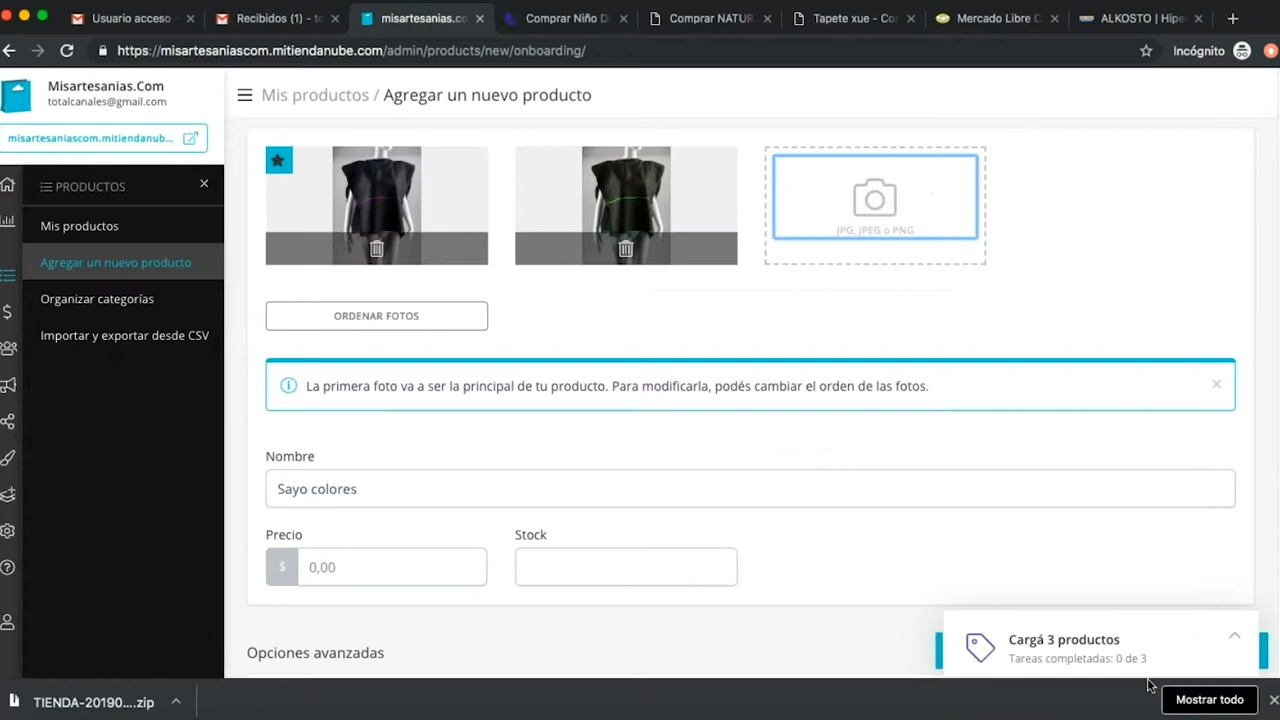 Usuario acceso -
Recibidos (1) - to
misartesanias.co
Comprar Niño D
Comprar NATUR
Tapete xue - Co
Mercado Libre C
ALKOSTO | Hipe
https://misartesaniascom.mitiendanube.com/admin/products/new/onboarding/
Incógnito
Misartesanias.Com
totalcanales@gmail.com
misartesaniascom.mitiendanub...
Mis productos / Agregar un nuevo producto
PRODUCTOS
Mis productos
Agregar un nuevo producto
Organizar categorías
Importar y exportar desde CSV
JPG, JPEG o PNG
ORDENAR FOTOS
La primera foto va a ser la principal de tu producto. Para modificarla, podés cambiar el orden de las fotos.
Nombre
Sayo colores
Precio
Stock
$ 0,00
Opciones avanzadas
Cargá 3 productos
Tareas completadas: 0 de 3
TIENDA-20190....zip
Mostrar todo